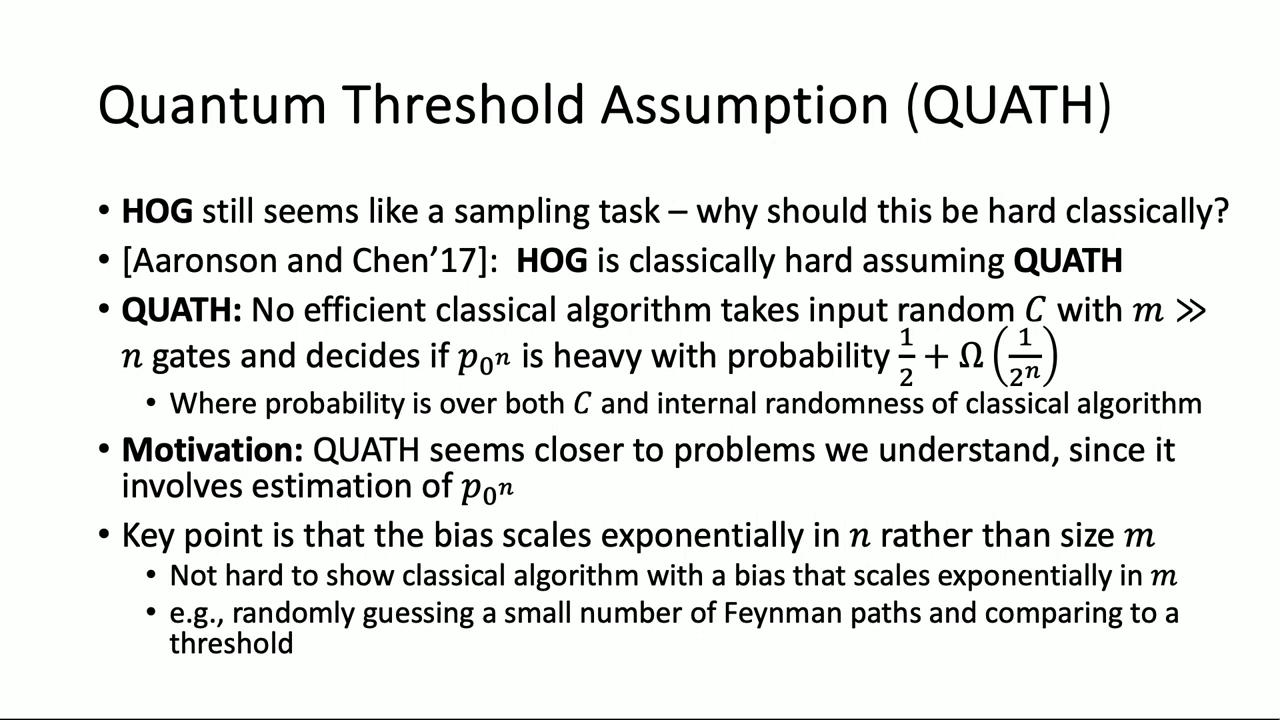 Quantum Threshold Assumption (QUATH)
• HOG still seems like a sampling task – why should this be hard classically?
• [Aaronson and Chen’17]: HOG is classically hard assuming QUATH
• QUATH: No efficient classical algorithm takes input random 𝐶 with 𝑚 ≫
𝑛 gates and decides if 𝑝₀ⁿ is heavy with probability 1/2 + Ω(1/2ⁿ)
• Where probability is over both 𝐶 and internal randomness of classical algorithm
• Motivation: QUATH seems closer to problems we understand, since it
involves estimation of 𝑝₀ⁿ
• Key point is that the bias scales exponentially in 𝑛 rather than size 𝑚
• Not hard to show classical algorithm with a bias that scales exponentially in 𝑚
• e.g., randomly guessing a small number of Feynman paths and comparing to a
threshold